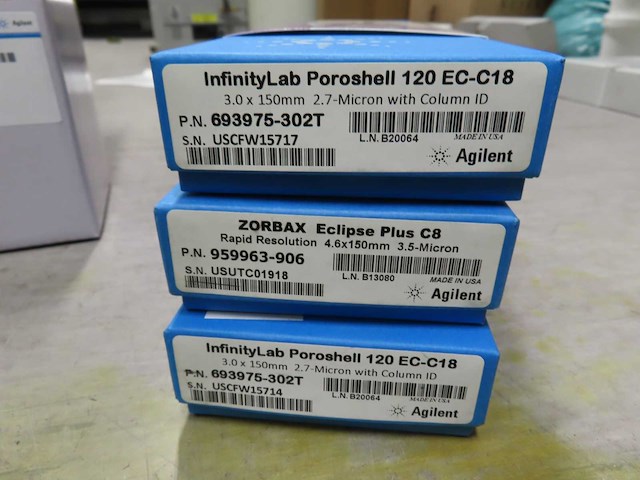 InfinityLab Poroshell 120 EC-C18
3.0 x 150mm 2.7-Micron with Column ID
P.N. 693975-302T
S.N. USCFW15717
L.N. B20064
MADE IN USA
Agilent
ZORBAX Eclipse Plus C8
Rapid Resolution 4.6x150mm 3.5-Micron
P.N. 959963-906
S.N. USUTC01918
L.N. B13080
MADE IN USA
Agilent
InfinityLab Poroshell 120 EC-C18
3.0 x 150mm 2.7-Micron with Column ID
P.N. 693975-302T
S.N. USCFW15714
L.N. B20064
MADE IN USA
Agilent